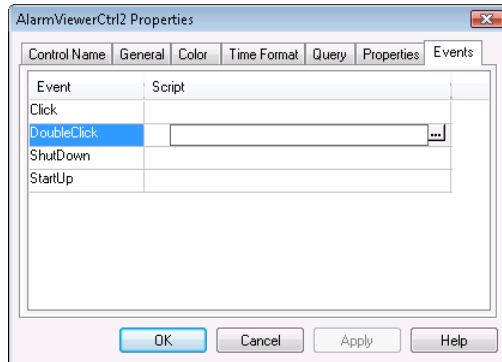 AlarmViewerCtrl2 Properties
Control Name General Color Time Format Query Properties Events
Event Script
Click
DoubleClick ...
ShutDown
StartUp
OK Cancel Apply Help